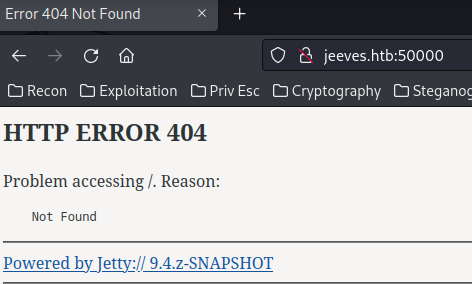 Error 404 Not Found
jeeves.htb:50000
Recon Exploitation Priv Esc Cryptography
HTTP ERROR 404
Problem accessing /. Reason:
Not Found
Powered by Jetty:// 9.4.z-SNAPSHOT